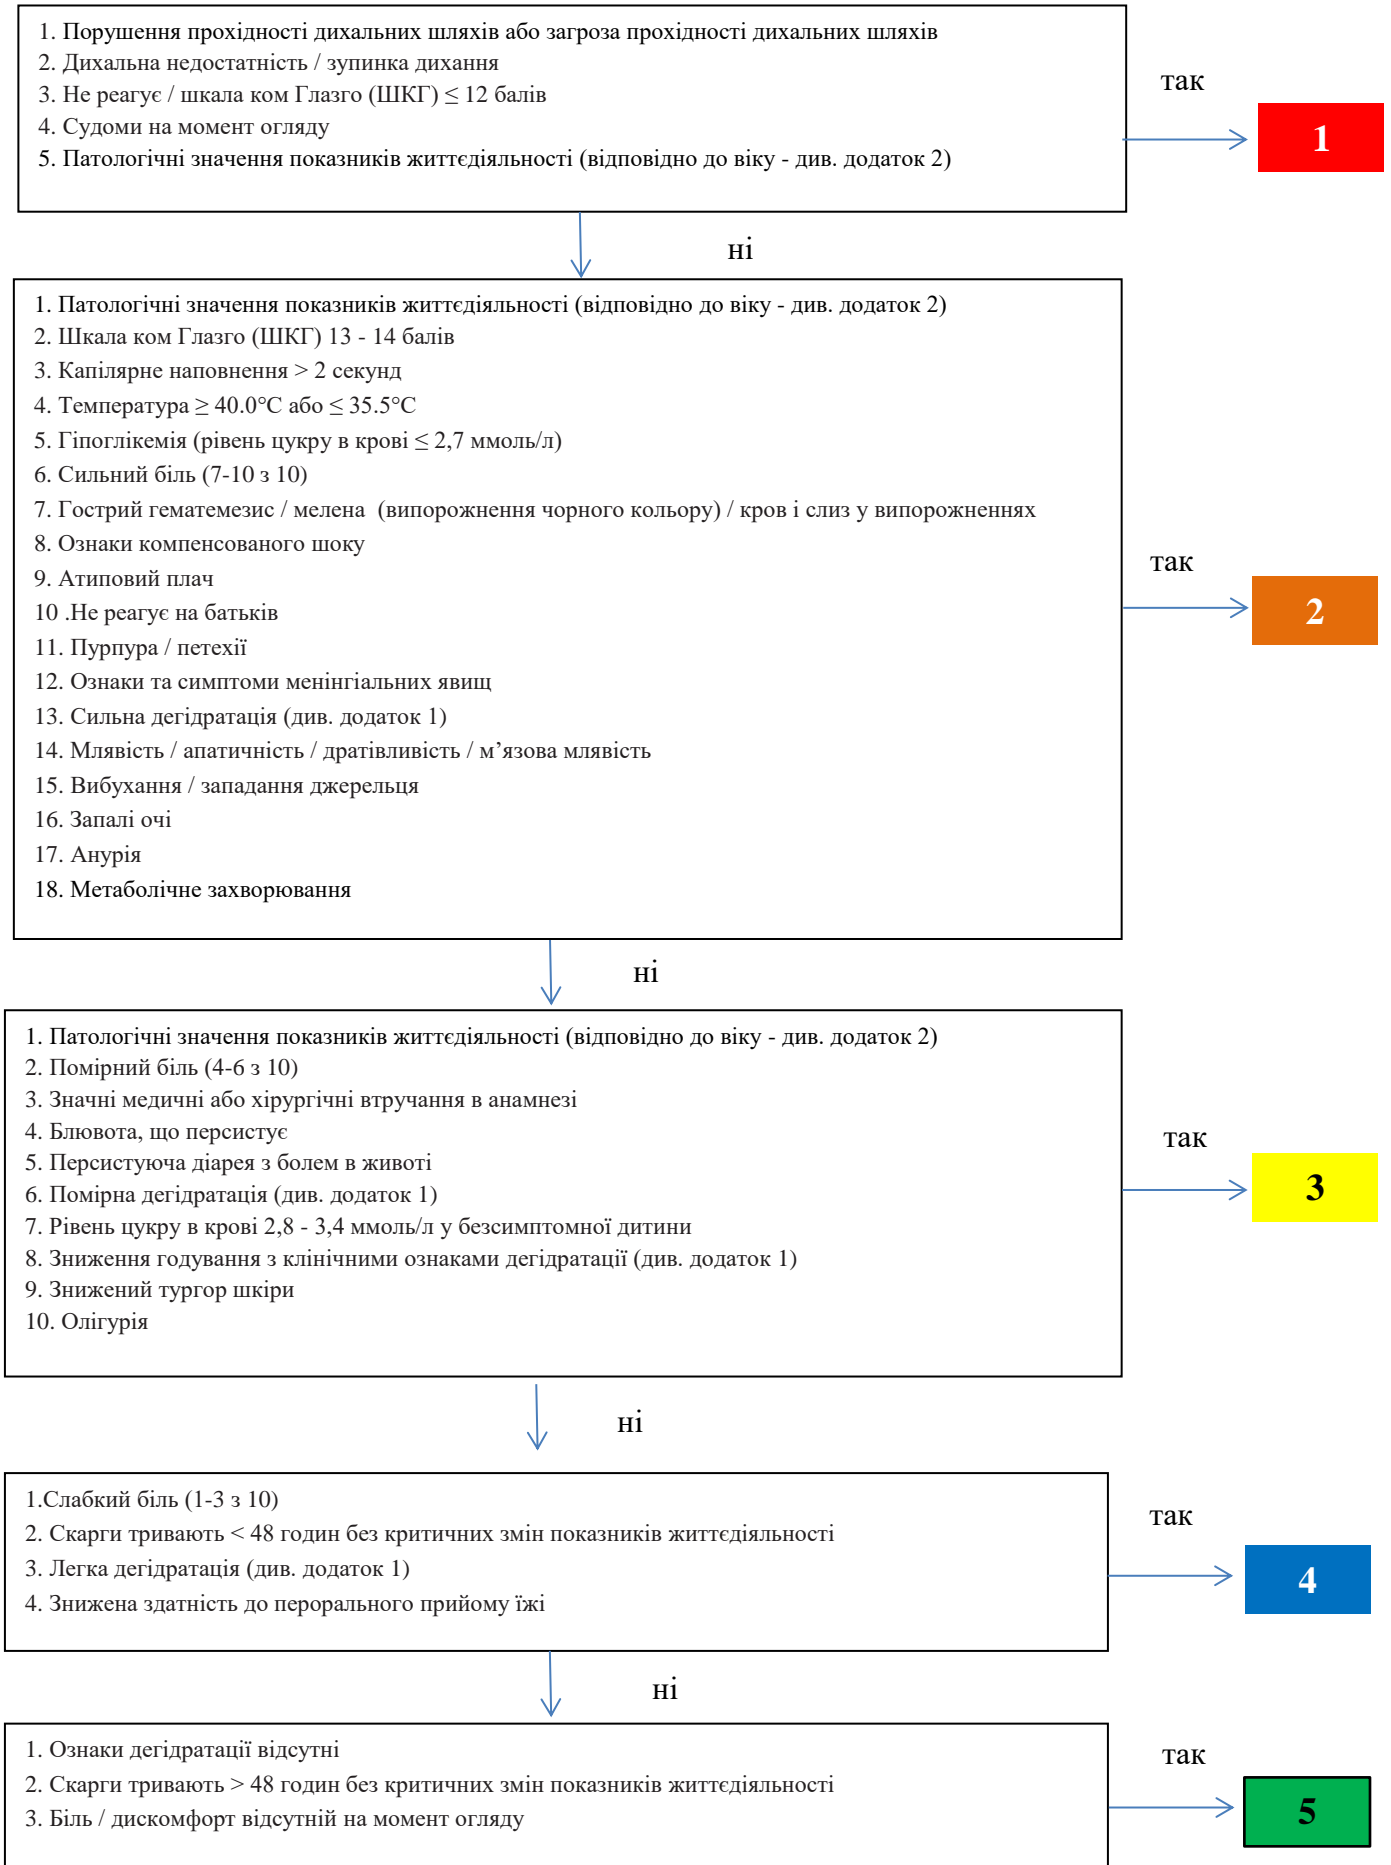 1. Порушення прохідності дихальних шляхів або загроза прохідності дихальних шляхів
2. Дихальна недостатність / зупинка дихання
3. Не реагує / шкала ком Глазго (ШКГ) ≤ 12 балів
4. Судоми на момент огляду
5. Патологічні значення показників життєдіяльності (відповідно до віку - див. додаток 2)
так
1
ні
1. Патологічні значення показників життєдіяльності (відповідно до віку - див. додаток 2)
2. Шкала ком Глазго (ШКГ) 13 - 14 балів
3. Капілярне наповнення > 2 секунд
4. Температура ≥ 40.0°C або ≤ 35.5°C
5. Гіпоглікемія (рівень цукру в крові ≤ 2,7 ммоль/л)
6. Сильний біль (7-10 з 10)
7. Гострий гематемезис / мелена (випорожнення чорного кольору) / кров і слиз у випорожненнях
8. Ознаки компенсованого шоку
9. Атиповий плач
10 .Не реагує на батьків
11. Пурпура / петехії
12. Ознаки та симптоми менінгіальних явищ
13. Сильна дегідратація (див. додаток 1)
14. Млявість / апатичність / дратівливість / м’язова млявість
15. Вибухання / западання джерельця
16. Запалі очі
17. Анурія
18. Метаболічне захворювання
так
2
ні
1. Патологічні значення показників життєдіяльності (відповідно до віку - див. додаток 2)
2. Помірний біль (4-6 з 10)
3. Значні медичні або хірургічні втручання в анамнезі
4. Блювота, що персистує
5. Персистуюча діарея з болем в животі
6. Помірна дегідратація (див. додаток 1)
7. Рівень цукру в крові 2,8 - 3,4 ммоль/л у безсимптомної дитини
8. Зниження годування з клінічними ознаками дегідратації (див. додаток 1)
9. Знижений тургор шкіри
10. Олігурія
так
3
ні
1.Слабкий біль (1-3 з 10)
2. Скарги тривають < 48 годин без критичних змін показників життєдіяльності
3. Легка дегідратація (див. додаток 1)
4. Знижена здатність до перорального прийому їжі
так
4
ні
1. Ознаки дегідратації відсутні
2. Скарги тривають > 48 годин без критичних змін показників життєдіяльності
3. Біль / дискомфорт відсутній на момент огляду
так
5